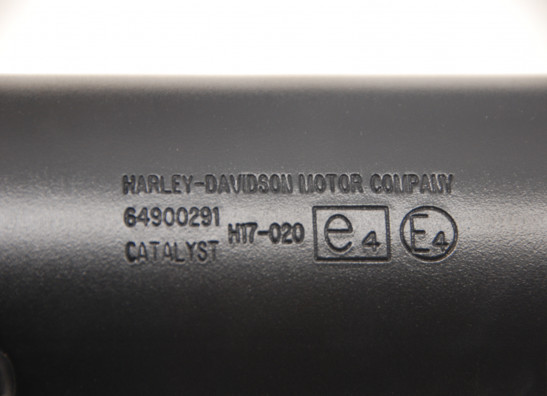 HARLEY-DAVIDSON MOTOR COMPANY
64900291 H17-020 e4 E4
CATALYST